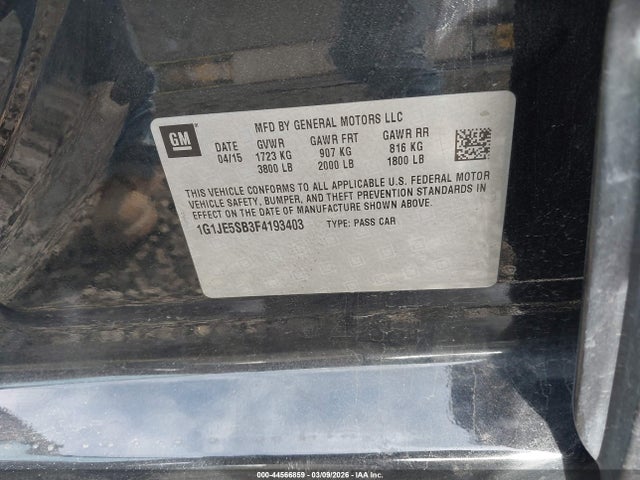 GM
MFD BY GENERAL MOTORS LLC
DATE GVWR GAWR FRT GAWR RR
04/15 1723 KG 907 KG 816 KG
3800 LB 2000 LB 1800 LB
THIS VEHICLE CONFORMS TO ALL APPLICABLE U.S. FEDERAL MOTOR
VEHICLE SAFETY, BUMPER, AND THEFT PREVENTION STANDARDS IN
EFFECT ON THE DATE OF MANUFACTURE SHOWN ABOVE.
1G1JE5SB3F4193403 TYPE: PASS CAR
000-44566859 - 03/09/2026 - IAA Inc.